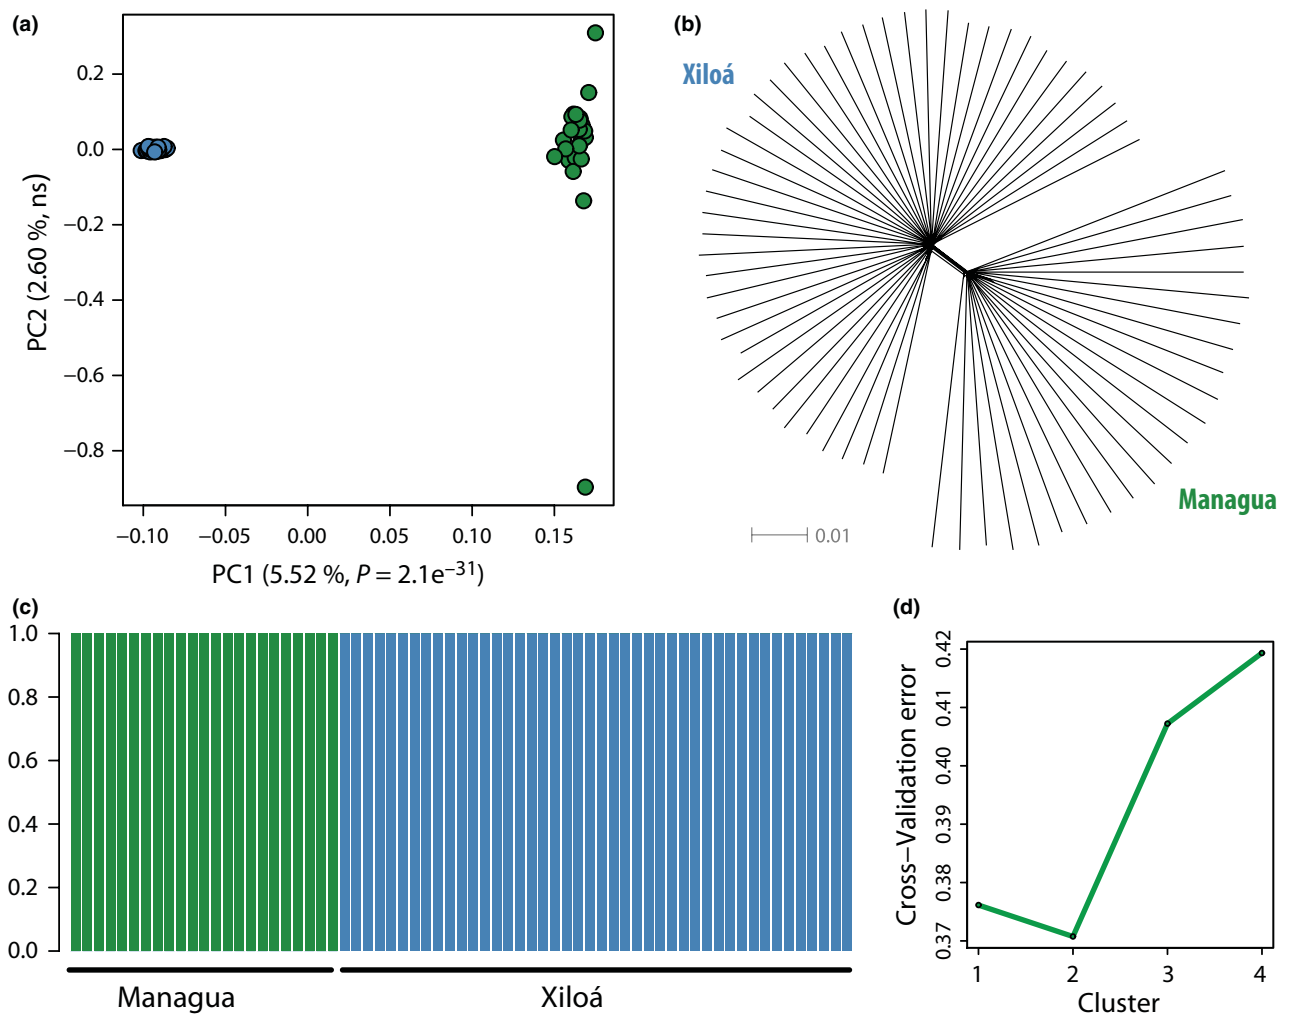 (a)
0.2
0.0
−0.2
−0.4
−0.6
−0.8
PC2 (2.60 %, ns)
−0.10 −0.05 0.00 0.05 0.10 0.15
PC1 (5.52 %, P = 2.1e−31)
(b)
Xiloá
Managua
0.01
(c)
1.0
0.8
0.6
0.4
0.2
0.0
Managua Xiloá
(d)
0.42
0.41
0.40
0.39
0.38
0.37
Cross−Validation error
1 2 3 4
Cluster